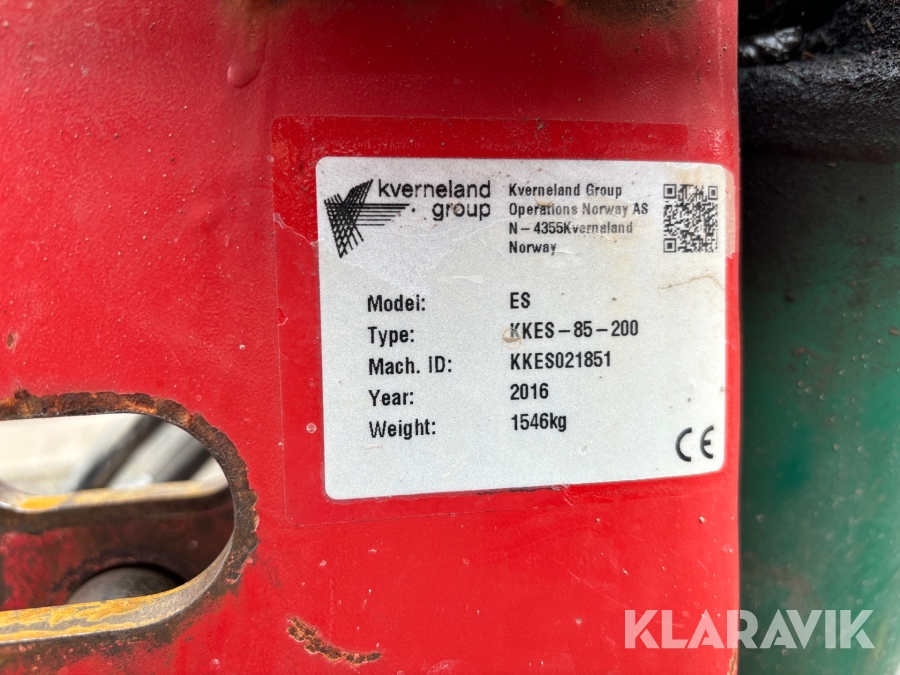 kverneland
group
Kverneland Group
Operations Norway AS
N-4355Kvernaland
Norway
Model: ES
Type: KKES-85-200
Mach. ID: KKES021851
Year: 2016
Weight: 1546kg
CE
KLARAVIK